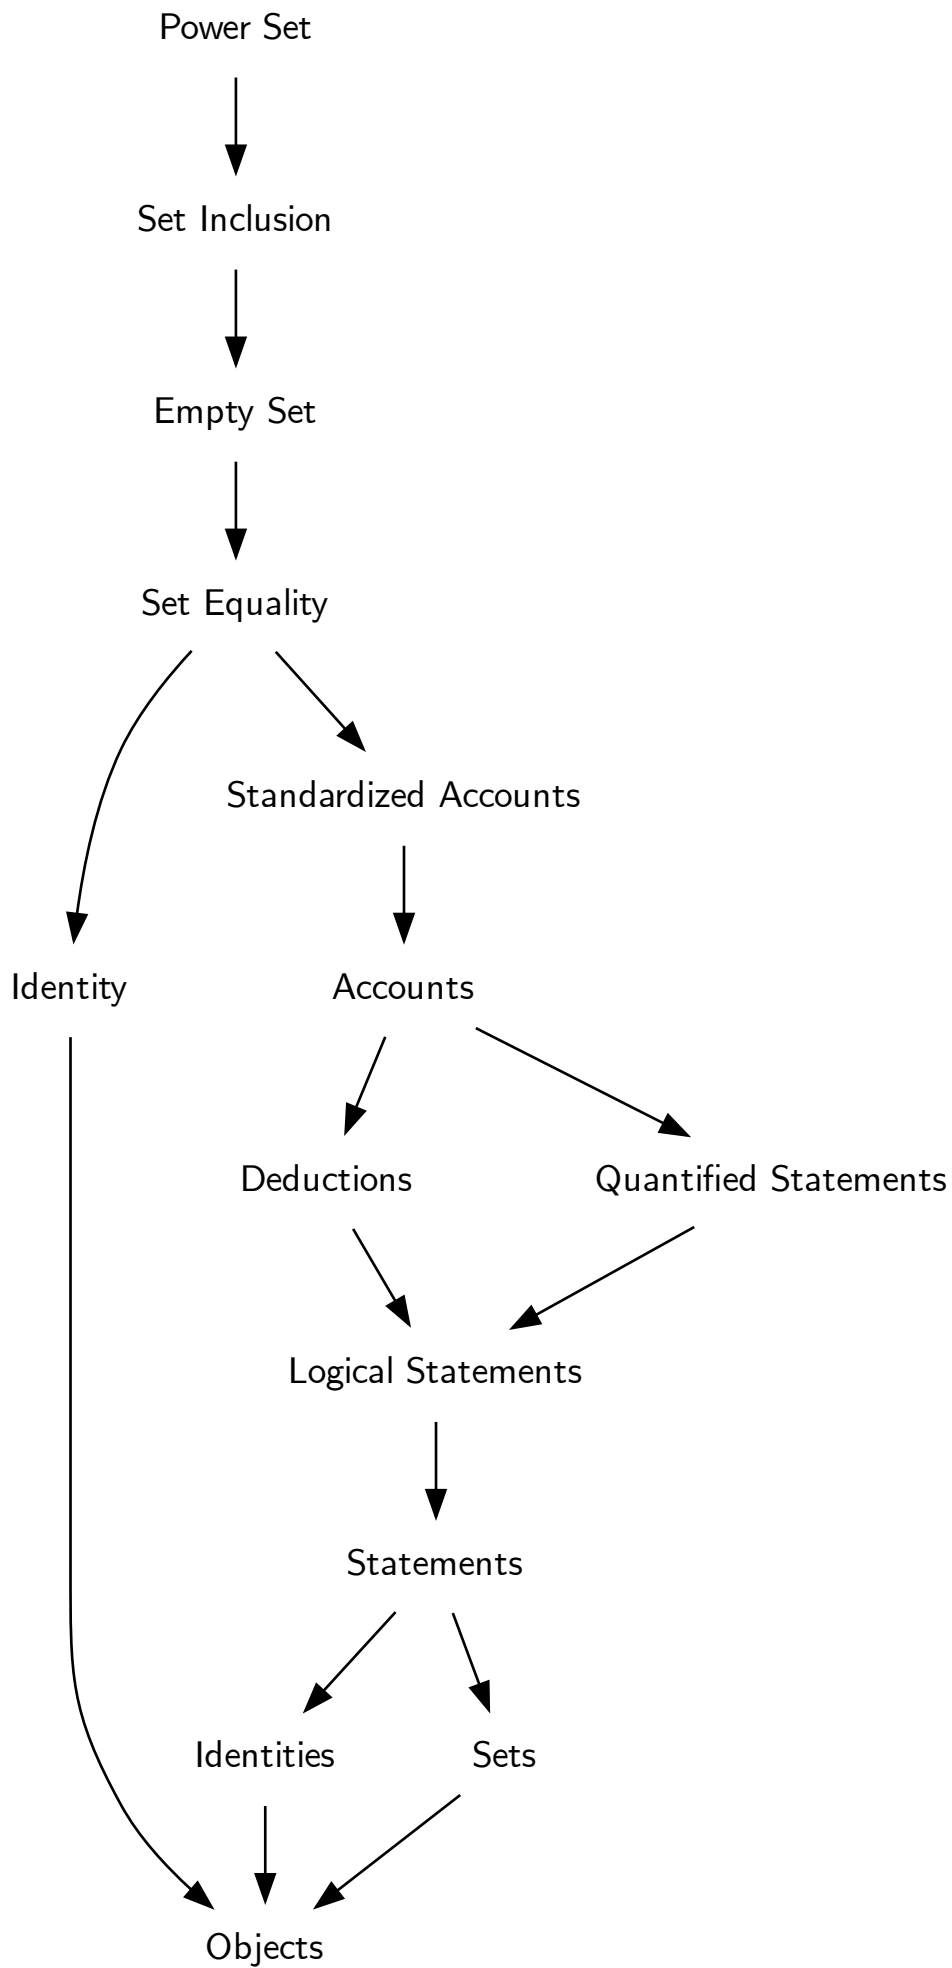 Power Set
Set Inclusion
Empty Set
Set Equality
Standardized Accounts
Identity
Accounts
Deductions
Quantified Statements
Logical Statements
Statements
Identities
Sets
Objects